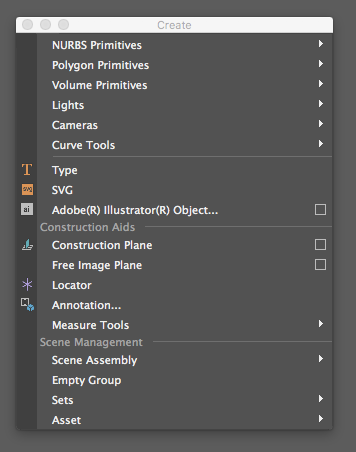 Create
NURBS Primitives
Polygon Primitives
Volume Primitives
Lights
Cameras
Curve Tools
T Type
SVG SVG
ai Adobe(R) Illustrator(R) Object...
Construction Aids
Construction Plane
Free Image Plane
Locator
Annotation...
Measure Tools
Scene Management
Scene Assembly
Empty Group
Sets
Asset